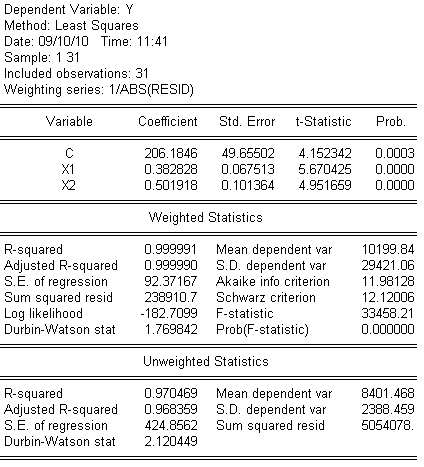 Dependent Variable: Y
Method: Least Squares
Date: 09/10/10 Time: 11:41
Sample: 1 31
Included observations: 31
Weighting series: 1/ABS(RESID)
Variable Coefficient Std. Error t-Statistic Prob.
C 206.1846 49.65502 4.152342 0.0003
X1 0.382828 0.067513 5.670425 0.0000
X2 0.501918 0.101364 4.951659 0.0000
Weighted Statistics
R-squared 0.999991 Mean dependent var 10199.84
Adjusted R-squared 0.999990 S.D. dependent var 29421.06
S.E. of regression 92.37167 Akaike info criterion 11.98128
Sum squared resid 238910.7 Schwarz criterion 12.12006
Log likelihood -182.7099 F-statistic 33458.21
Durbin-Watson stat 1.769842 Prob(F-statistic) 0.000000
Unweighted Statistics
R-squared 0.970469 Mean dependent var 8401.468
Adjusted R-squared 0.968359 S.D. dependent var 2388.459
S.E. of regression 424.8562 Sum squared resid 5054078.
Durbin-Watson stat 2.120449